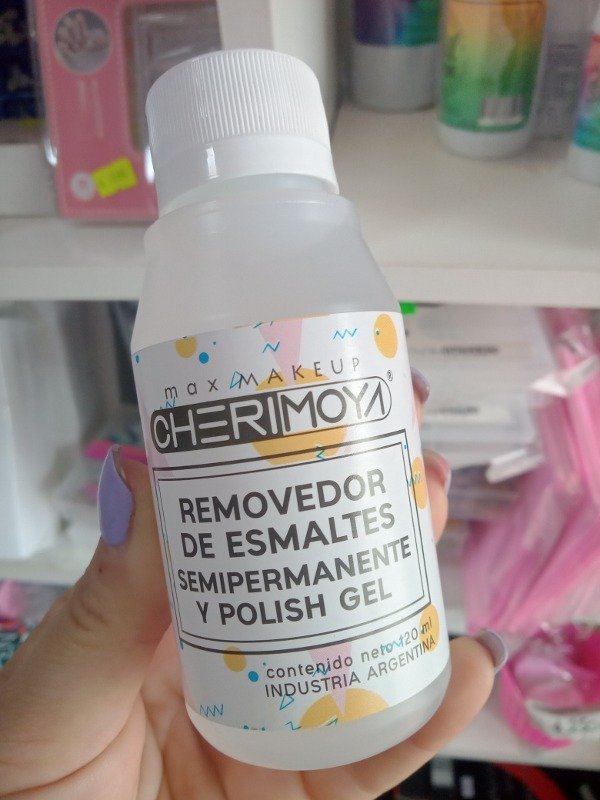 max MAKEUP
CHERIMOYA®
REMOVEDOR
DE ESMALTES
SEMIPERMANENTE
Y POLISH GEL
contenido neto 120 ml
INDUSTRIA ARGENTINA